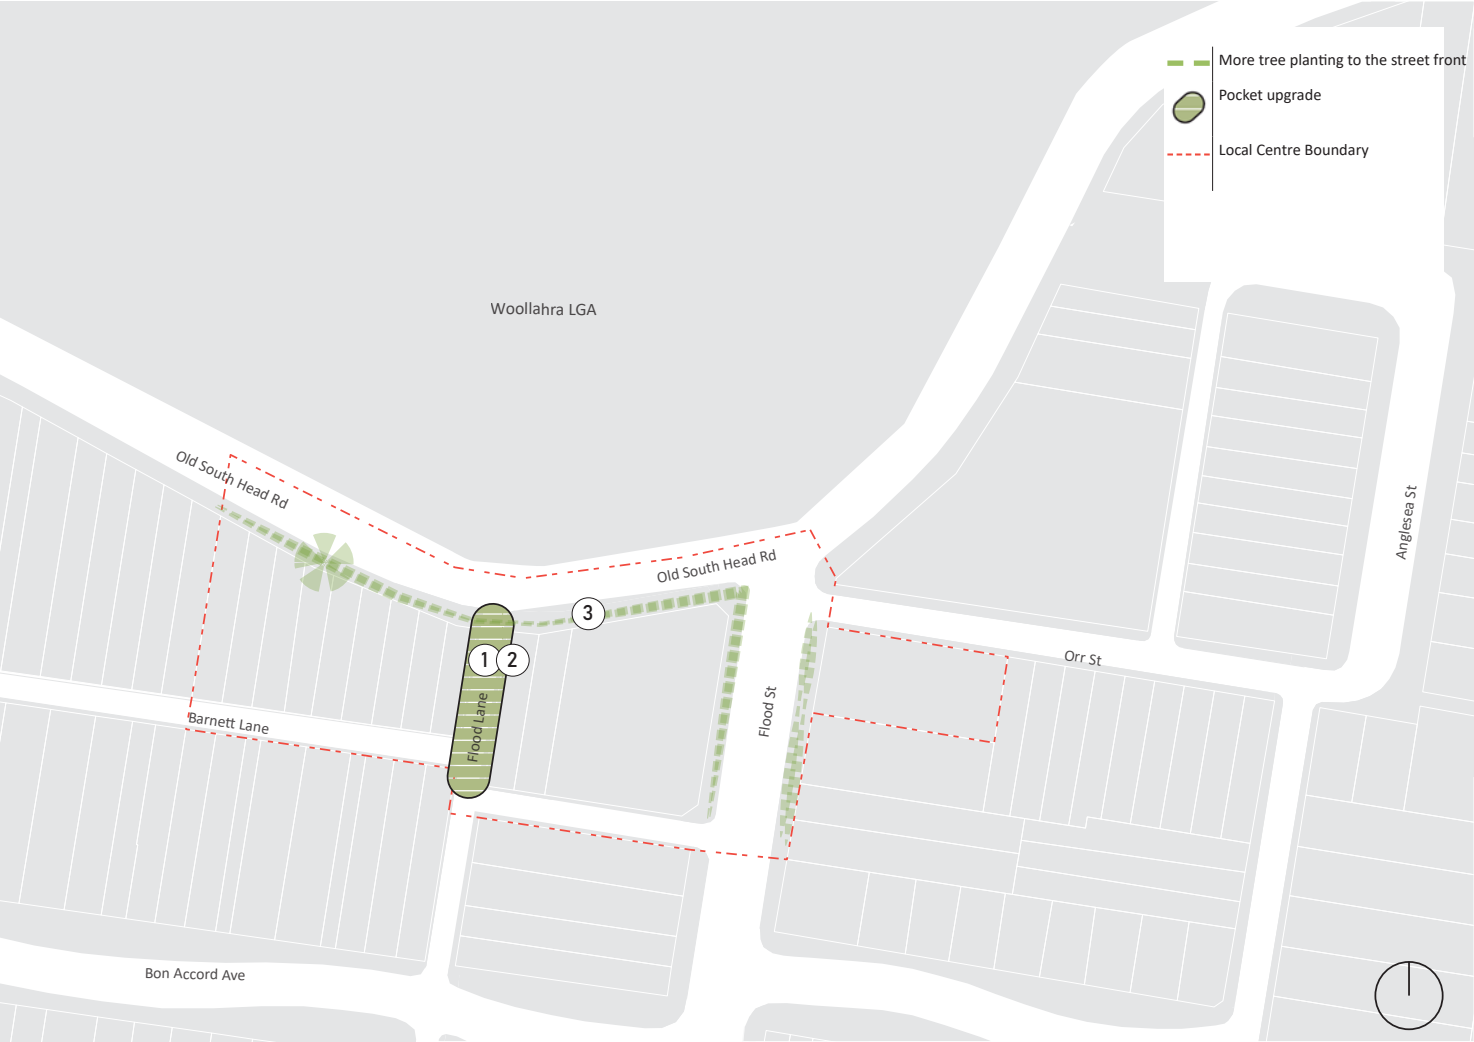 More tree planting to the street front
Pocket upgrade
Local Centre Boundary
Woollahra LGA
Old South Head Rd
Old South Head Rd
Anglesea St
3
1
2
Orr St
Flood St
Flood Lane
Barnett Lane
Bon Accord Ave